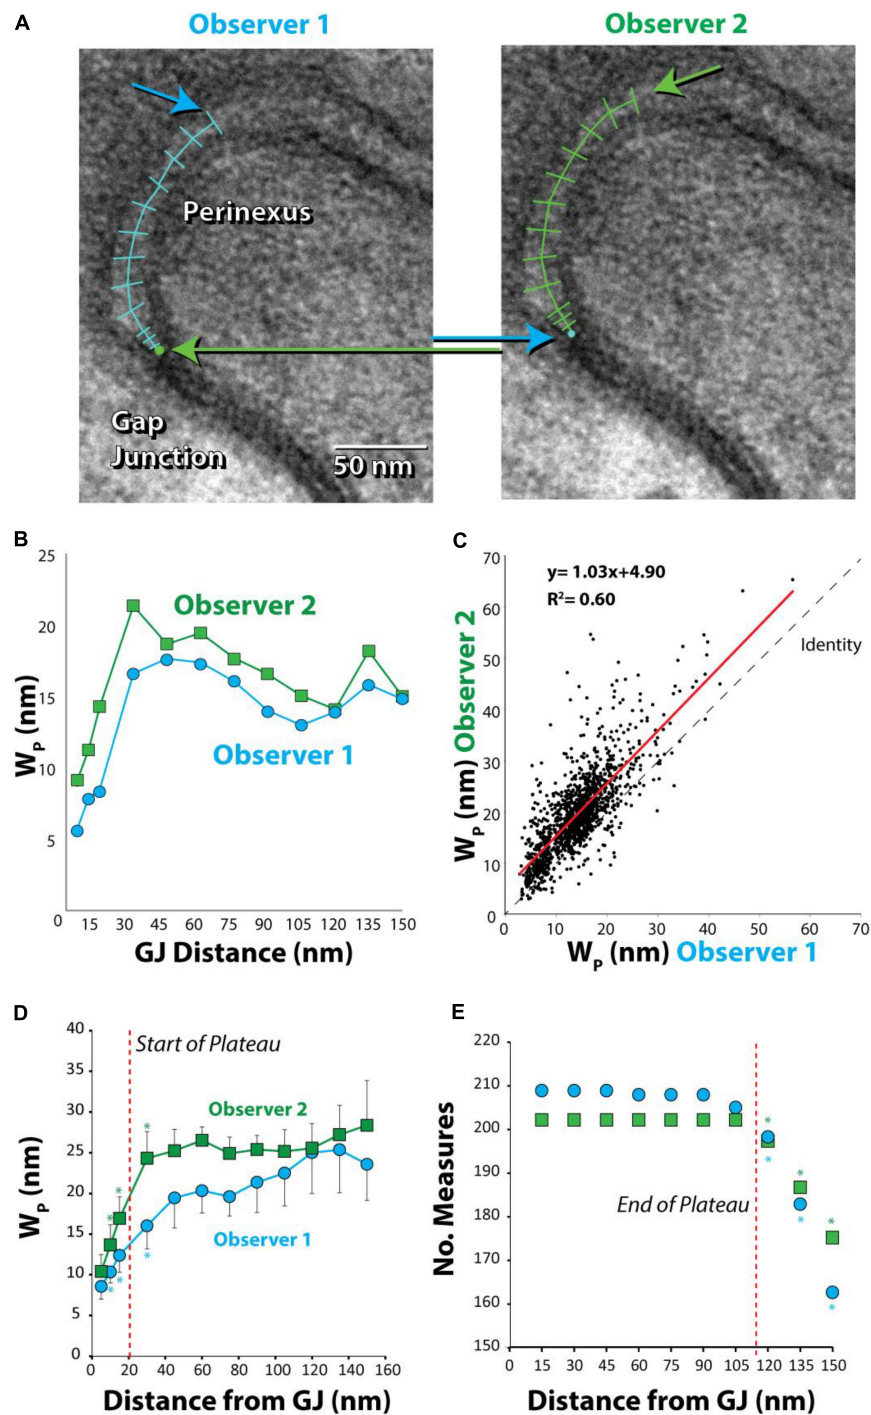 A
Observer 1
Observer 2
Perinexus
Gap
Junction
50 nm
B
25
20
15
10
5
0
15
30
45
60
75
90
105
120
135
150
Observer 2
Observer 1
W_P (nm)
GJ Distance (nm)
C
70
60
50
40
30
20
10
0
0
10
20
30
40
50
60
70
y= 1.03x+4.90
R²= 0.60
Identity
W_P (nm) Observer 2
W_P (nm) Observer 1
D
40
35
30
25
20
15
10
5
0
0
20
40
60
80
100
120
140
160
Start of Plateau
Observer 2
Observer 1
*
*
*
*
*
*
W_P (nm)
Distance from GJ (nm)
E
220
210
200
190
180
170
160
150
0
15
30
45
60
75
90
105
120
135
150
End of Plateau
*
*
*
*
*
*
No. Measures
Distance from GJ (nm)